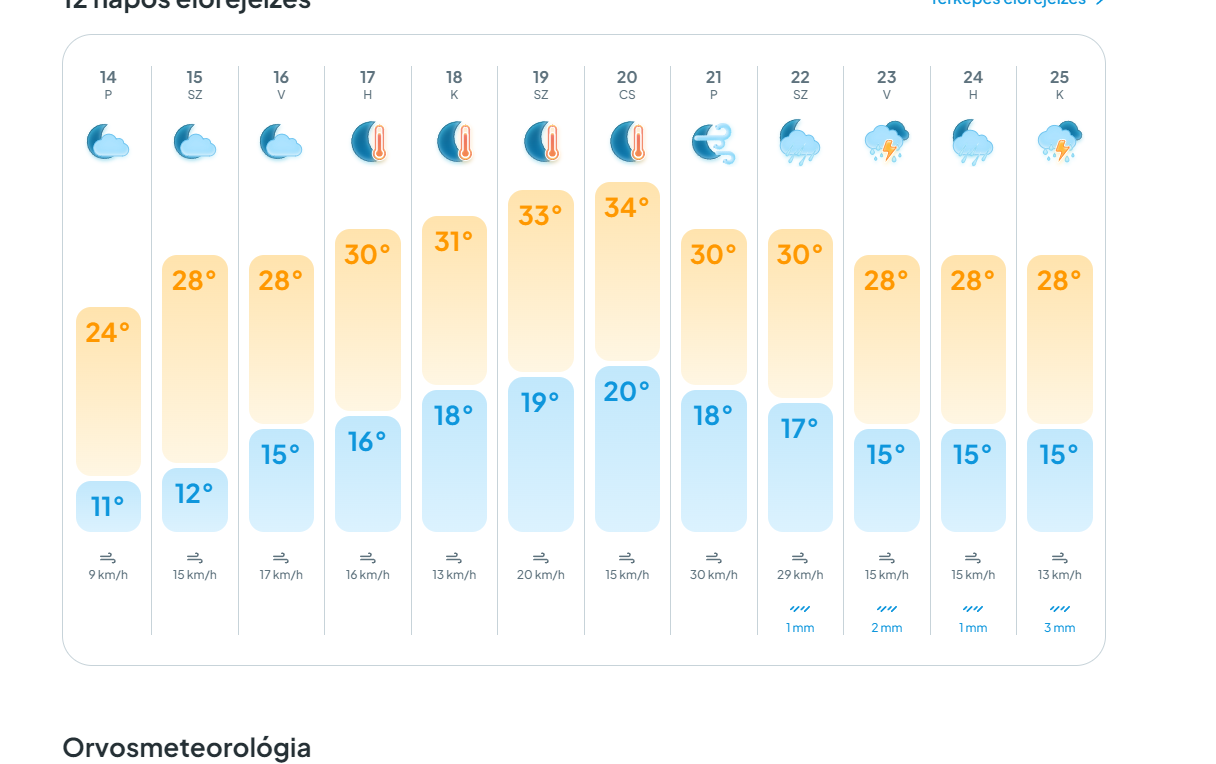 12 napos előrejelzés
Térképes előrejelzés
14 15 16 17 18 19 20 21 22 23 24 25
P SZ V H K SZ CS P SZ V H K
24° 28° 28° 30° 31° 33° 34° 30° 30° 28° 28° 28°
11° 12° 15° 16° 18° 19° 20° 18° 17° 15° 15° 15°
9 km/h 15 km/h 17 km/h 16 km/h 13 km/h 20 km/h 15 km/h 30 km/h 29 km/h 15 km/h 15 km/h 13 km/h
1 mm 2 mm 1 mm 3 mm
Orvosmeteorológia